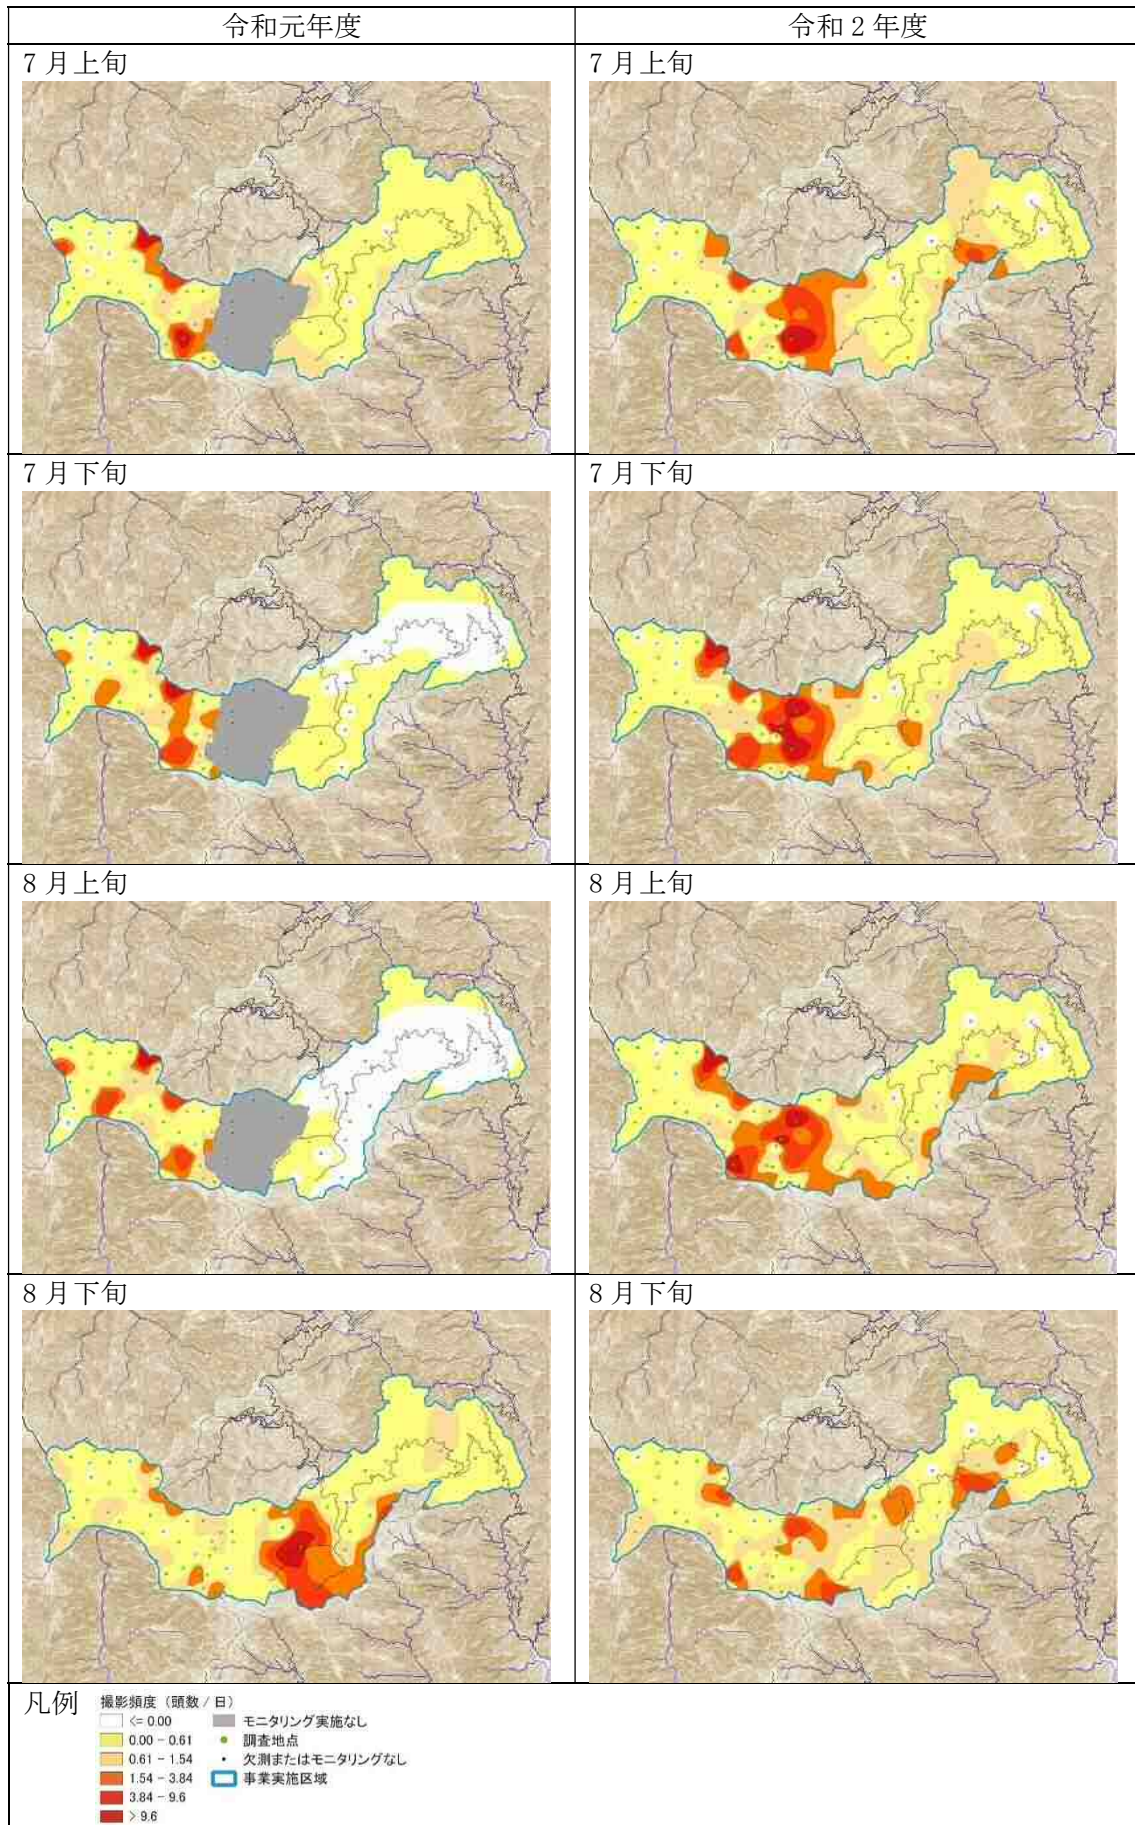 令和元年度
令和２年度
7 月上旬
7 月上旬
7 月下旬
7 月下旬
8 月上旬
8 月上旬
8 月下旬
8 月下旬
凡例
撮影頻度（頭数 / 日）
<= 0.00
0.00 - 0.61
0.61 - 1.54
1.54 - 3.84
3.84 - 9.6
> 9.6
モニタリング実施なし
調査地点
欠測またはモニタリングなし
事業実施区域